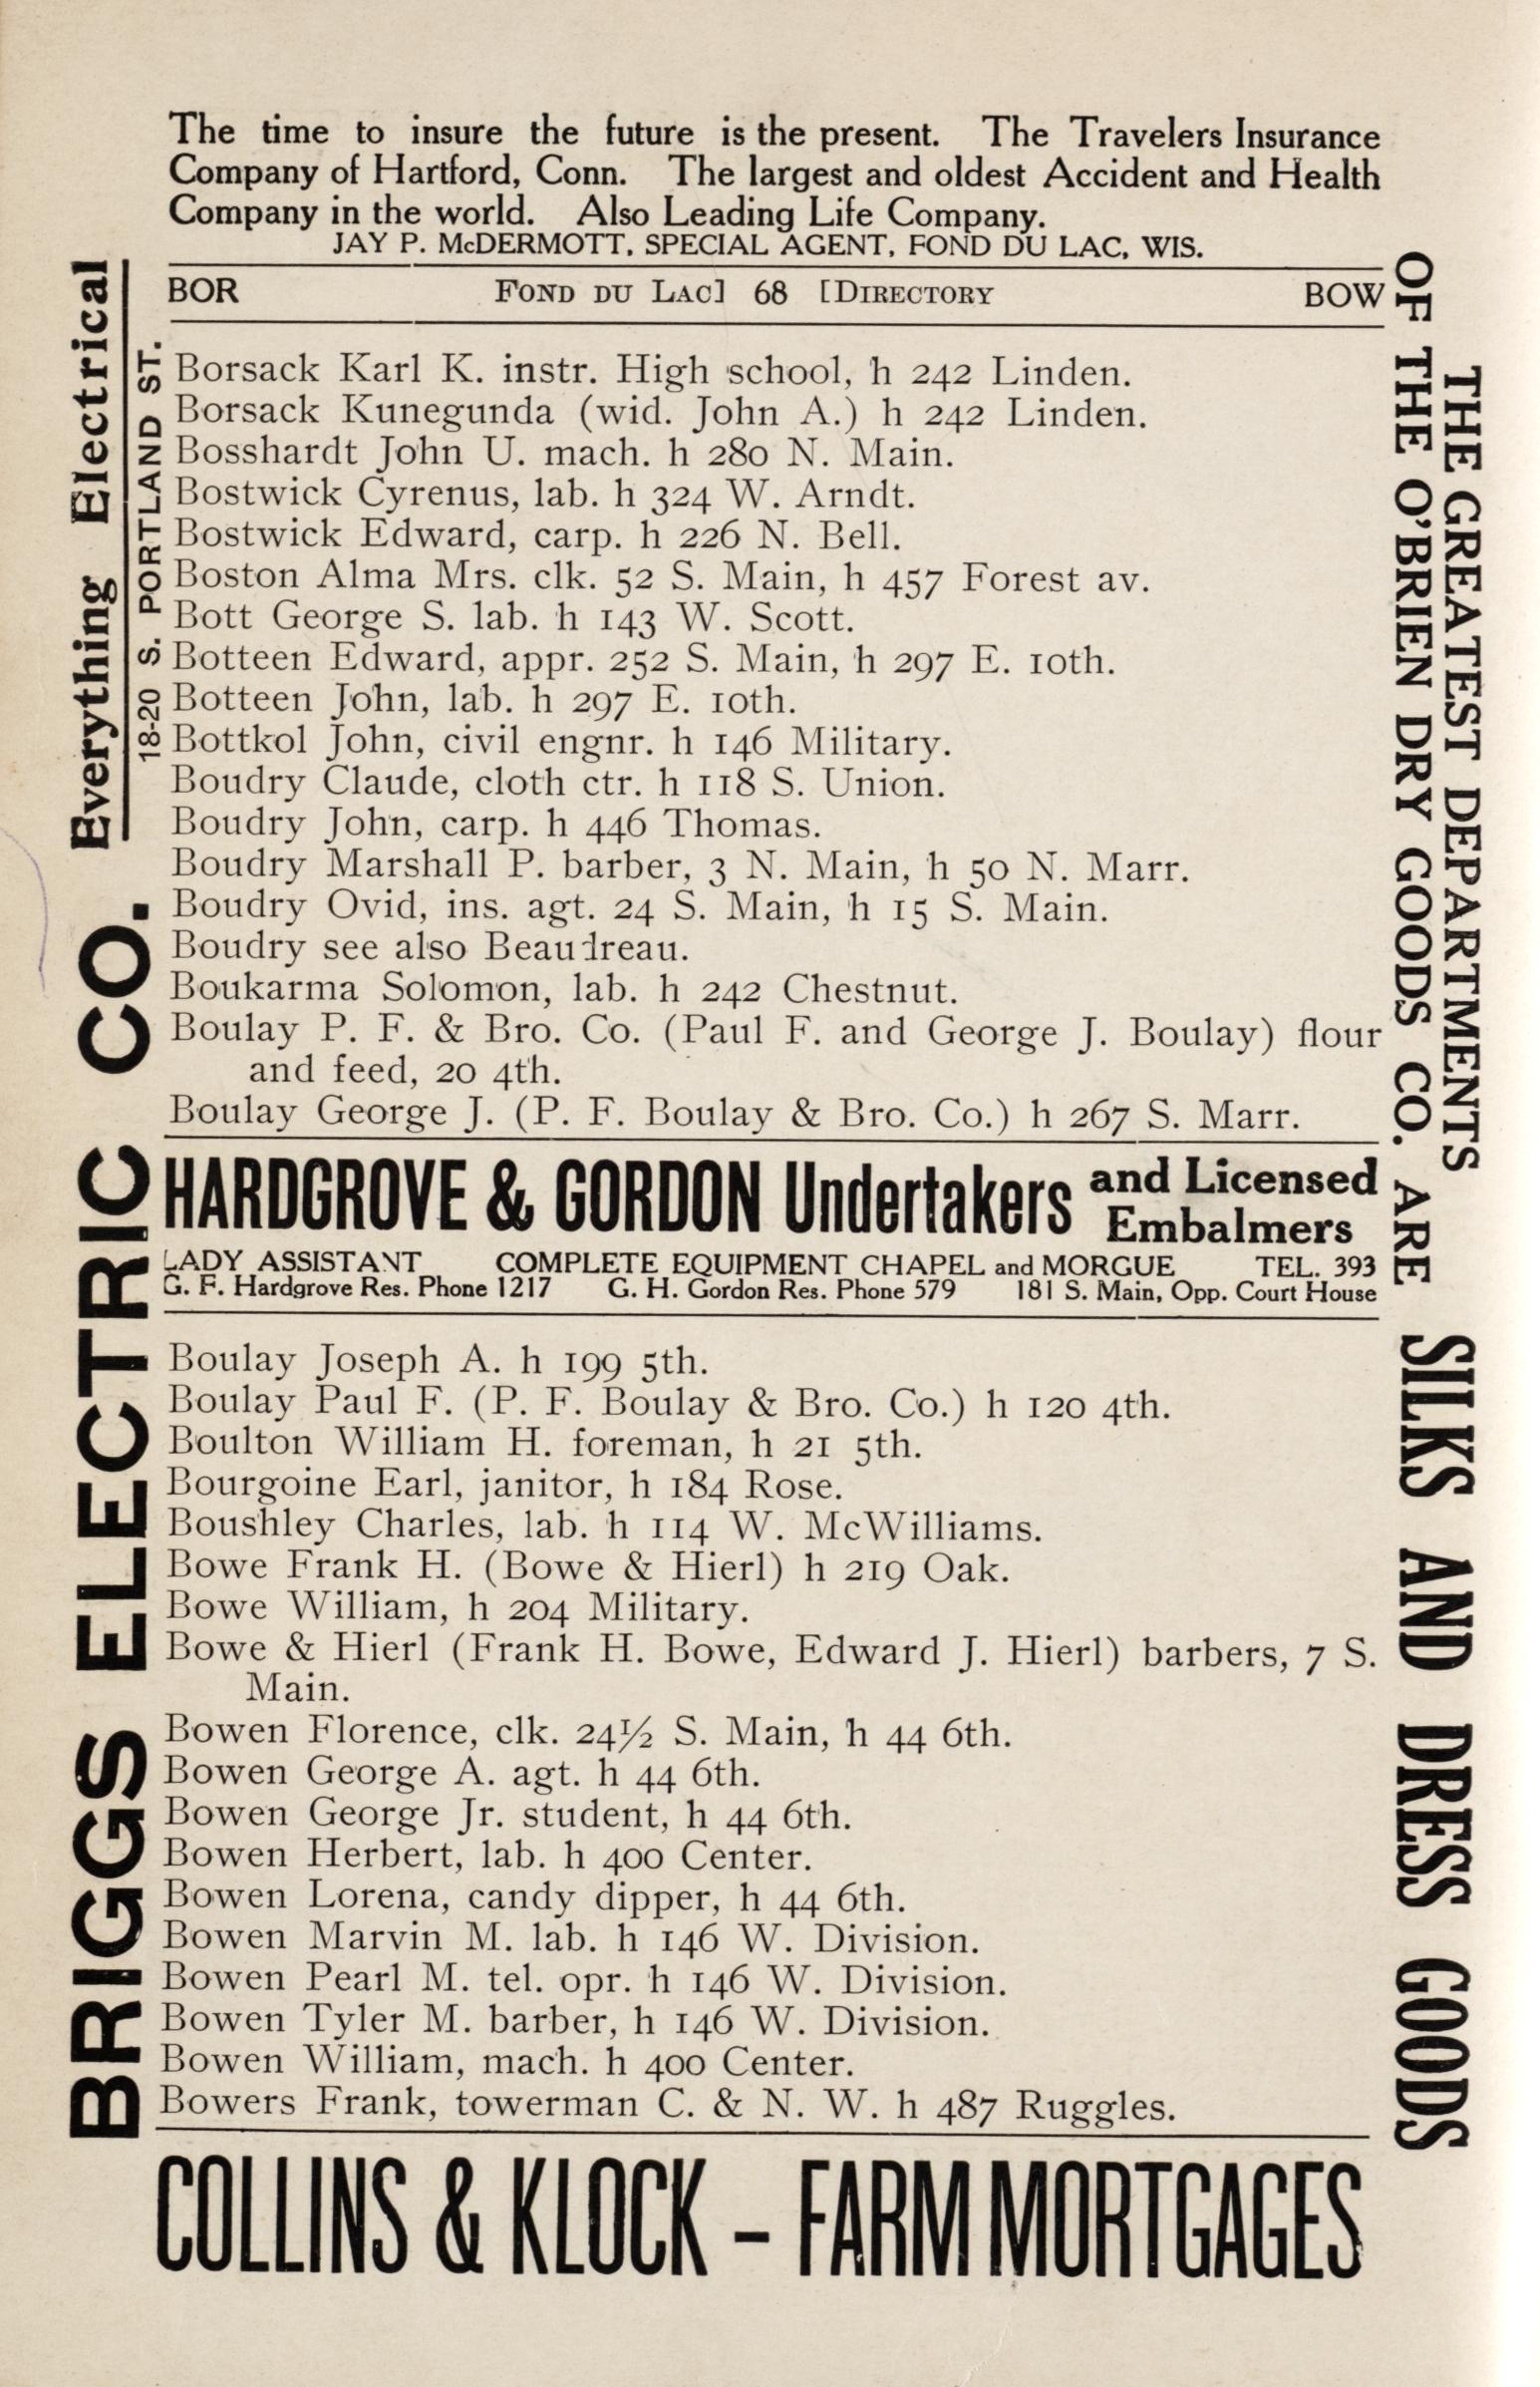 The time to insure the future is the present. The Travelers Insurance
Company of Hartford, Conn. The largest and oldest Accident and Health
Company in the world. Also Leading Life Company.
JAY P. McDERMOTT, SPECIAL AGENT, FOND DU LAC, WIS.
BOR FOND DU LAC] 68 [DIRECTORY BOW
Borsack Karl K. instr. High school, h 242 Linden.
Borsack Kunegunda (wid. John A.) h 242 Linden.
Bosshardt John U. mach. h 280 N. Main.
Bostwick Cyrenus, lab. h 324 W. Arndt.
Bostwick Edward, carp. h 226 N. Bell.
Boston Alma Mrs. clk. 52 S. Main, h 457 Forest av.
Bott George S. lab. h 143 W. Scott.
Botteen Edward, appr. 252 S. Main, h 297 E. 10th.
Botteen John, lab. h 297 E. 10th.
Bottkol John, civil engnr. h 146 Military.
Boudry Claude, cloth ctr. h 118 S. Union.
Boudry John, carp. h 446 Thomas.
Boudry Marshall P. barber, 3 N. Main, h 50 N. Marr.
Boudry Ovid, ins. agt. 24 S. Main, h 15 S. Main.
Boudry see also Beaudreau.
Boukarma Solomon, lab. h 242 Chestnut.
Boulay P. F. & Bro. Co. (Paul F. and George J. Boulay) flour
and feed, 20 4th.
Boulay George J. (P. F. Boulay & Bro. Co.) h 267 S. Marr.
HARDGROVE & GORDON Undertakers and Licensed
Embalmers
LADY ASSISTANT COMPLETE EQUIPMENT CHAPEL and MORGUE TEL. 393
G. F. Hardgrove Res. Phone 1217 G. H. Gordon Res. Phone 579 181 S. Main, Opp. Court House
Boulay Joseph A. h 199 5th.
Boulay Paul F. (P. F. Boulay & Bro. Co.) h 120 4th.
Boulton William H. foreman, h 21 5th.
Bourgoine Earl, janitor, h 184 Rose.
Boushley Charles, lab. h 114 W. McWilliams.
Bowe Frank H. (Bowe & Hierl) h 219 Oak.
Bowe William, h 204 Military.
Bowe & Hierl (Frank H. Bowe, Edward J. Hierl) barbers, 7 S.
Main.
Bowen Florence, clk. 24½ S. Main, h 44 6th.
Bowen George A. agt. h 44 6th.
Bowen George Jr. student, h 44 6th.
Bowen Herbert, lab. h 400 Center.
Bowen Lorena, candy dipper, h 44 6th.
Bowen Marvin M. lab. h 146 W. Division.
Bowen Pearl M. tel. opr. h 146 W. Division.
Bowen Tyler M. barber, h 146 W. Division.
Bowen William, mach. h 400 Center.
Bowers Frank, towerman C. & N. W. h 487 Ruggles.
COLLINS & KLOCK – FARM MORTGAGES
BRIGGS ELECTRIC CO. Everything Electrical
18-20 S. PORTLAND ST.
THE GREATEST DEPARTMENTS
OF THE O'BRIEN DRY GOODS CO. ARE
SILKS AND DRESS GOODS